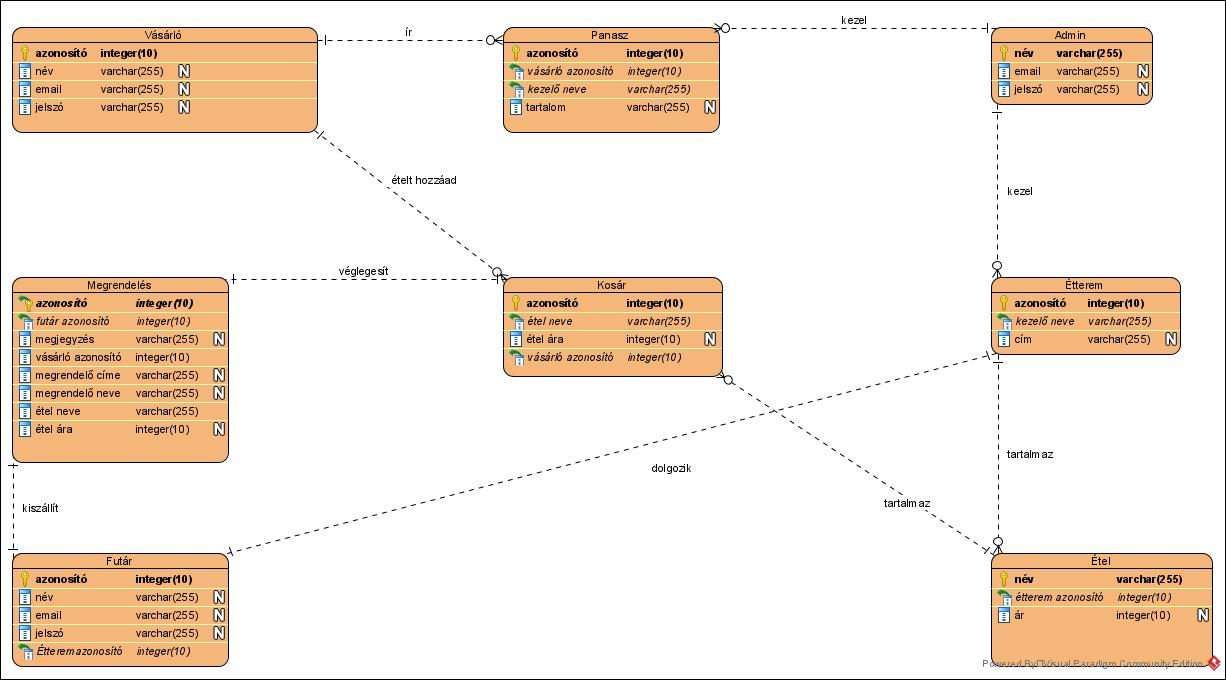 Vásárló
azonosító integer(10)
név varchar(255) N
email varchar(255) N
jelszó varchar(255) N
ír
Panasz
azonosító integer(10)
vásárló azonosító integer(10)
kezelő neve varchar(255)
tartalom varchar(255) N
kezel
Admin
név varchar(255)
email varchar(255) N
jelszó varchar(255) N
ételt hozzáad
kezel
véglegesít
Megrendelés
azonosító integer(10)
futár azonosító integer(10)
megjegyzés varchar(255) N
vásárló azonosító integer(10)
megrendelő címe varchar(255) N
megrendelő neve varchar(255) N
étel neve varchar(255)
étel ára integer(10) N
Kosár
azonosító integer(10)
étel neve varchar(255)
étel ára integer(10) N
vásárló azonosító integer(10)
Étterem
azonosító integer(10)
kezelő neve varchar(255)
cím varchar(255) N
tartalmaz
dolgozik
tartalmaz
kiszállít
Futár
azonosító integer(10)
név varchar(255) N
email varchar(255) N
jelszó varchar(255) N
Étteremazonosító integer(10)
Étel
név varchar(255)
étterem azonosító integer(10)
ár integer(10) N
Powered By Visual Paradigm Community Edition